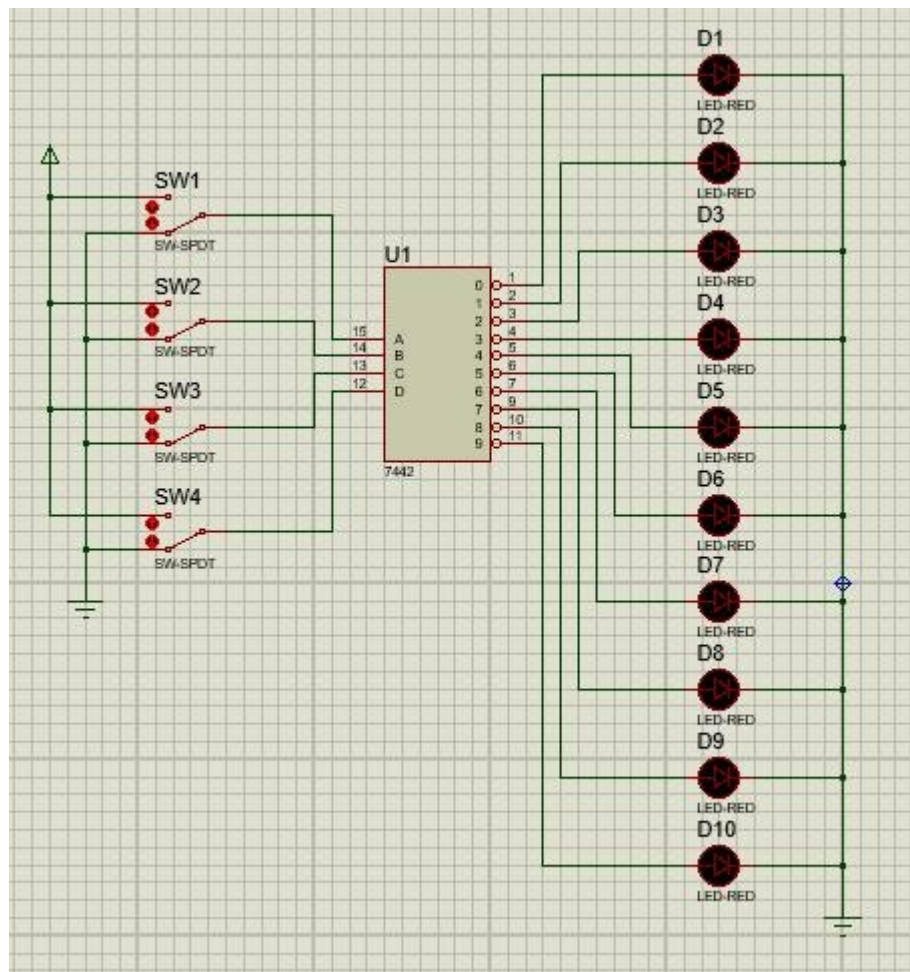 D1
LED-RED
D2
LED-RED
D3
LED-RED
D4
LED-RED
D5
LED-RED
D6
LED-RED
D7
LED-RED
D8
LED-RED
D9
LED-RED
D10
LED-RED
SW1
SW-SPDT
SW2
SW-SPDT
SW3
SW-SPDT
SW4
SW-SPDT
U1
15 A
14 B
13 C
12 D
0 1
1 2
2 3
3 4
4 5
5 6
6 7
7 9
8 10
9 11
7442